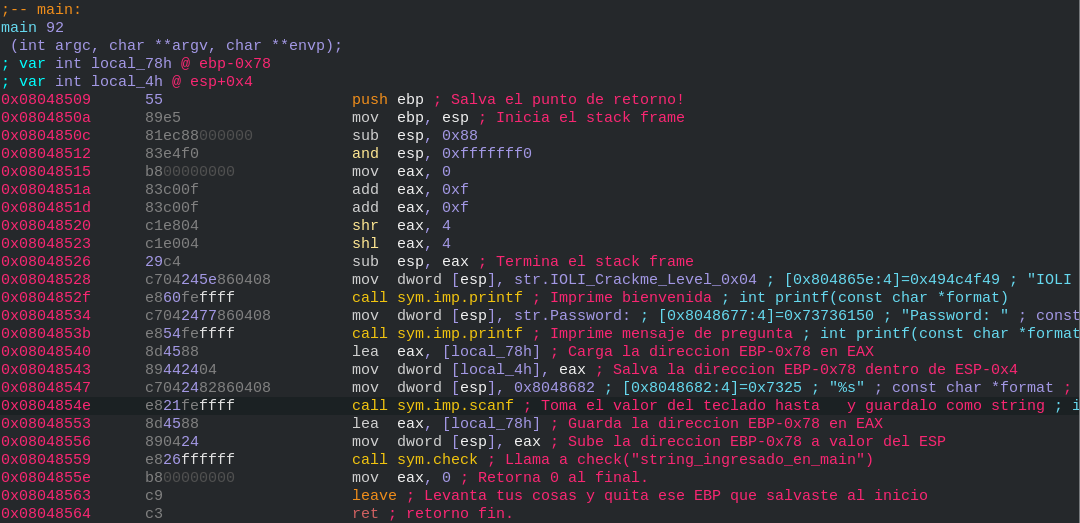 ;-- main:
main 92
(int argc, char **argv, char **envp);
; var int local_78h @ ebp-0x78
; var int local_4h @ esp+0x4
0x08048509 55 push ebp ; Salva el punto de retorno!
0x0804850a 89e5 mov ebp, esp ; Inicia el stack frame
0x0804850c 81ec88000000 sub esp, 0x88
0x08048512 83e4f0 and esp, 0xfffffff0
0x08048515 b800000000 mov eax, 0
0x0804851a 83c00f add eax, 0xf
0x0804851d 83c00f add eax, 0xf
0x08048520 c1e804 shr eax, 4
0x08048523 c1e004 shl eax, 4
0x08048526 29c4 sub esp, eax ; Termina el stack frame
0x08048528 c704245e860408 mov dword [esp], str.IOLI_Crackme_Level_0x04 ; [0x804865e:4]=0x494c4f49 ; "IOLI
0x0804852f e860feffff call sym.imp.printf ; Imprime bienvenida ; int printf(const char *format)
0x08048534 c7042477860408 mov dword [esp], str.Password: ; [0x8048677:4]=0x73736150 ; "Password: " ; const
0x0804853b e854feffff call sym.imp.printf ; Imprime mensaje de pregunta ; int printf(const char *format
0x08048540 8d4588 lea eax, [local_78h] ; Carga la direccion EBP-0x78 en EAX
0x08048543 89442404 mov dword [local_4h], eax ; Salva la direccion EBP-0x78 dentro de ESP-0x4
0x08048547 c7042482860408 mov dword [esp], 0x8048682 ; [0x8048682:4]=0x7325 ; "%s" ; const char *format ;
0x0804854e e821feffff call sym.imp.scanf ; Toma el valor del teclado hasta y guardalo como string ; i
0x08048553 8d4588 lea eax, [local_78h] ; Guarda la direccion EBP-0x78 en EAX
0x08048556 890424 mov dword [esp], eax ; Sube la direccion EBP-0x78 a valor del ESP
0x08048559 e826ffffff call sym.check ; Llama a check("string_ingresado_en_main")
0x0804855e b800000000 mov eax, 0 ; Retorna 0 al final.
0x08048563 c9 leave ; Levanta tus cosas y quita ese EBP que salvaste al inicio
0x08048564 c3 ret ; retorno fin.